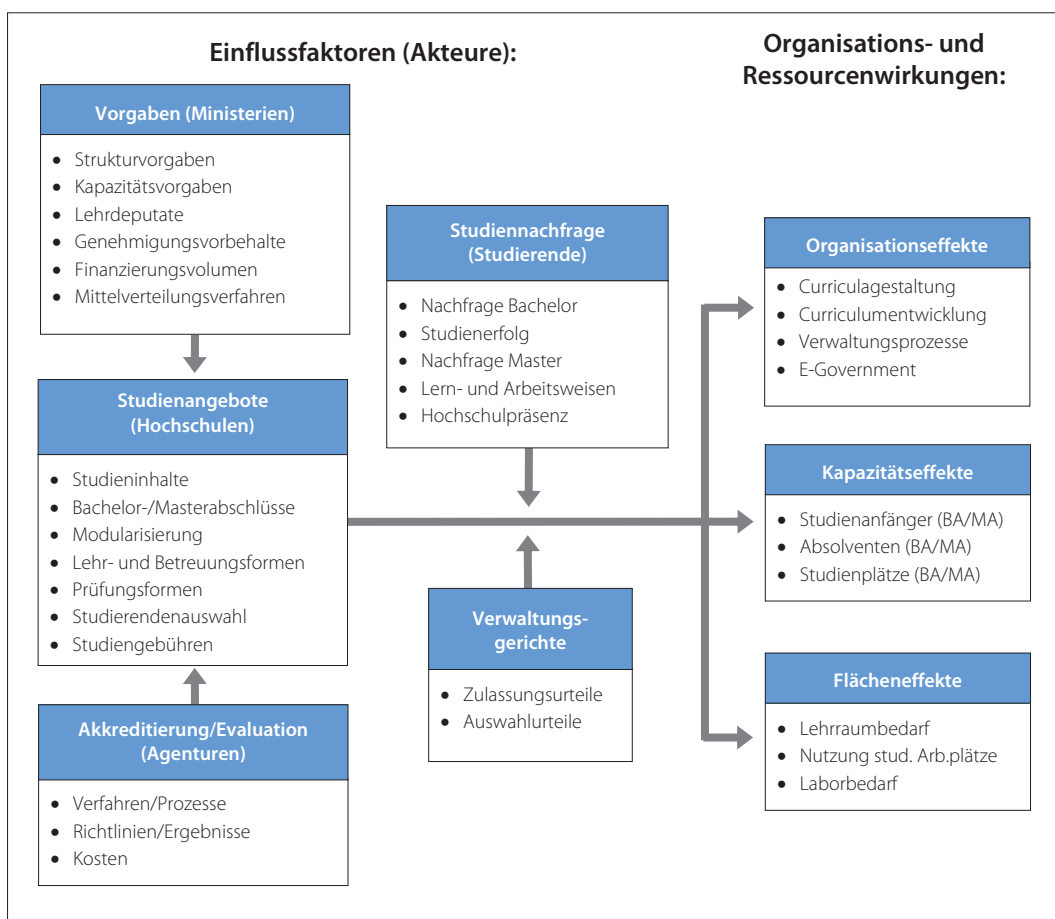 Einflussfaktoren (Akteure):
Organisations- und
Ressourcenwirkungen:
Vorgaben (Ministerien)
• Strukturvorgaben
• Kapazitätsvorgaben
• Lehrdeputate
• Genehmigungsvorbehalte
• Finanzierungsvolumen
• Mittelverteilungsverfahren
Studienangebote
(Hochschulen)
• Studieninhalte
• Bachelor-/Masterabschlüsse
• Modularisierung
• Lehr- und Betreuungsformen
• Prüfungsformen
• Studierendenauswahl
• Studiengebühren
Akkreditierung/Evaluation
(Agenturen)
• Verfahren/Prozesse
• Richtlinien/Ergebnisse
• Kosten
Studiennachfrage
(Studierende)
• Nachfrage Bachelor
• Studienerfolg
• Nachfrage Master
• Lern- und Arbeitsweisen
• Hochschulpräsenz
Verwaltungs-
gerichte
• Zulassungsurteile
• Auswahlurteile
Organisationseffekte
• Curriculagestaltung
• Curriculumentwicklung
• Verwaltungsprozesse
• E-Government
Kapazitätseffekte
• Studienanfänger (BA/MA)
• Absolventen (BA/MA)
• Studienplätze (BA/MA)
Flächeneffekte
• Lehrraumbedarf
• Nutzung stud. Arb.plätze
• Laborbedarf